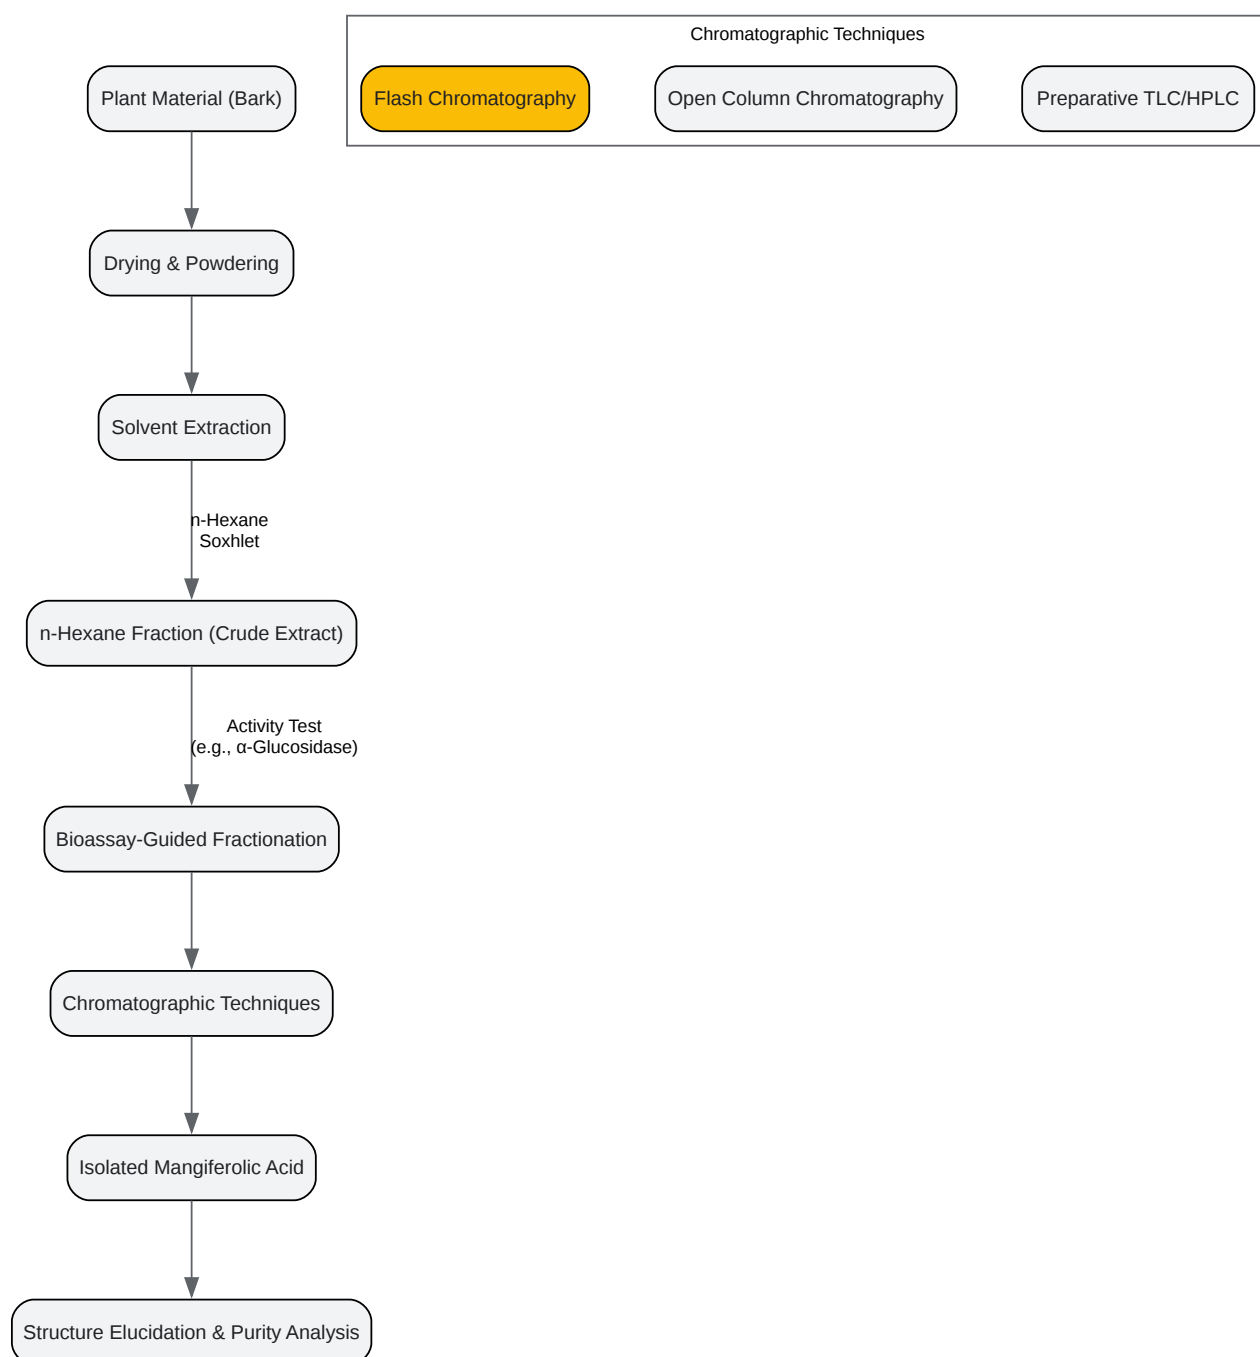 Chromatographic Techniques
Plant Material (Bark)
Flash Chromatography
Open Column Chromatography
Preparative TLC/HPLC
Drying & Powdering
Solvent Extraction
n-Hexane
Soxhlet
n-Hexane Fraction (Crude Extract)
Activity Test
(e.g., α-Glucosidase)
Bioassay-Guided Fractionation
Chromatographic Techniques
Isolated Mangiferolic Acid
Structure Elucidation & Purity Analysis